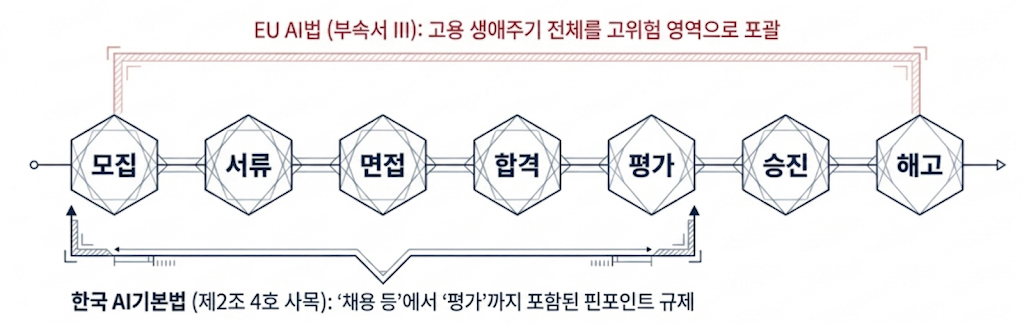 EU AI법 (부속서 III): 고용 생애주기 전체를 고위험 영역으로 포괄
모집 서류 면접 합격 평가 승진 해고
한국 AI기본법 (제2조 4호 사목): ‘채용 등’에서 ‘평가’까지 포함된 핀포인트 규제